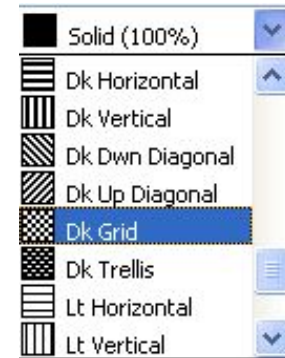 Solid (100%)
Dk Horizontal
Dk Vertical
Dk Dwn Diagonal
Dk Up Diagonal
Dk Grid
Dk Trellis
Lt Horizontal
Lt Vertical